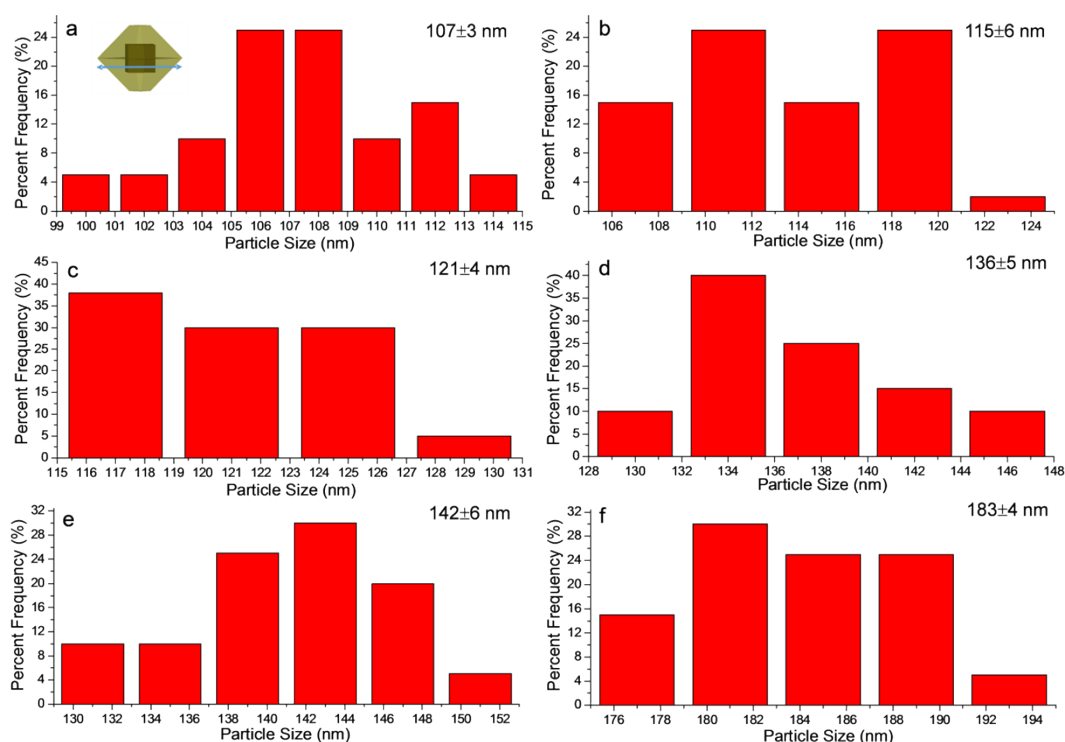 a
107±3 nm
Percent Frequency (%)
24
20
16
12
8
4
0
99 100 101 102 103 104 105 106 107 108 109 110 111 112 113 114 115
Particle Size (nm)
b
115±6 nm
Percent Frequency (%)
24
20
16
12
8
4
0
106 108 110 112 114 116 118 120 122 124
Particle Size (nm)
c
121±4 nm
Percent Frequency (%)
45
40
35
30
25
20
15
10
5
0
115 116 117 118 119 120 121 122 123 124 125 126 127 128 129 130 131
Particle Size (nm)
d
136±5 nm
Percent Frequency (%)
40
35
30
25
20
15
10
5
0
128 130 132 134 136 138 140 142 144 146 148
Particle Size (nm)
e
142±6 nm
Percent Frequency (%)
32
28
24
20
16
12
8
4
0
130 132 134 136 138 140 142 144 146 148 150 152
Particle Size (nm)
f
183±4 nm
Percent Frequency (%)
32
28
24
20
16
12
8
4
0
176 178 180 182 184 186 188 190 192 194
Particle Size (nm)